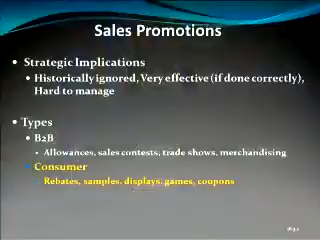 Sales Promotions
• Strategic Implications
• Historically ignored, Very effective (if done correctly),
Hard to manage
• Types
• B2B
• Allowances, sales contests, trade shows, merchandising
• Consumer
• Rebates, samples, displays, games, coupons